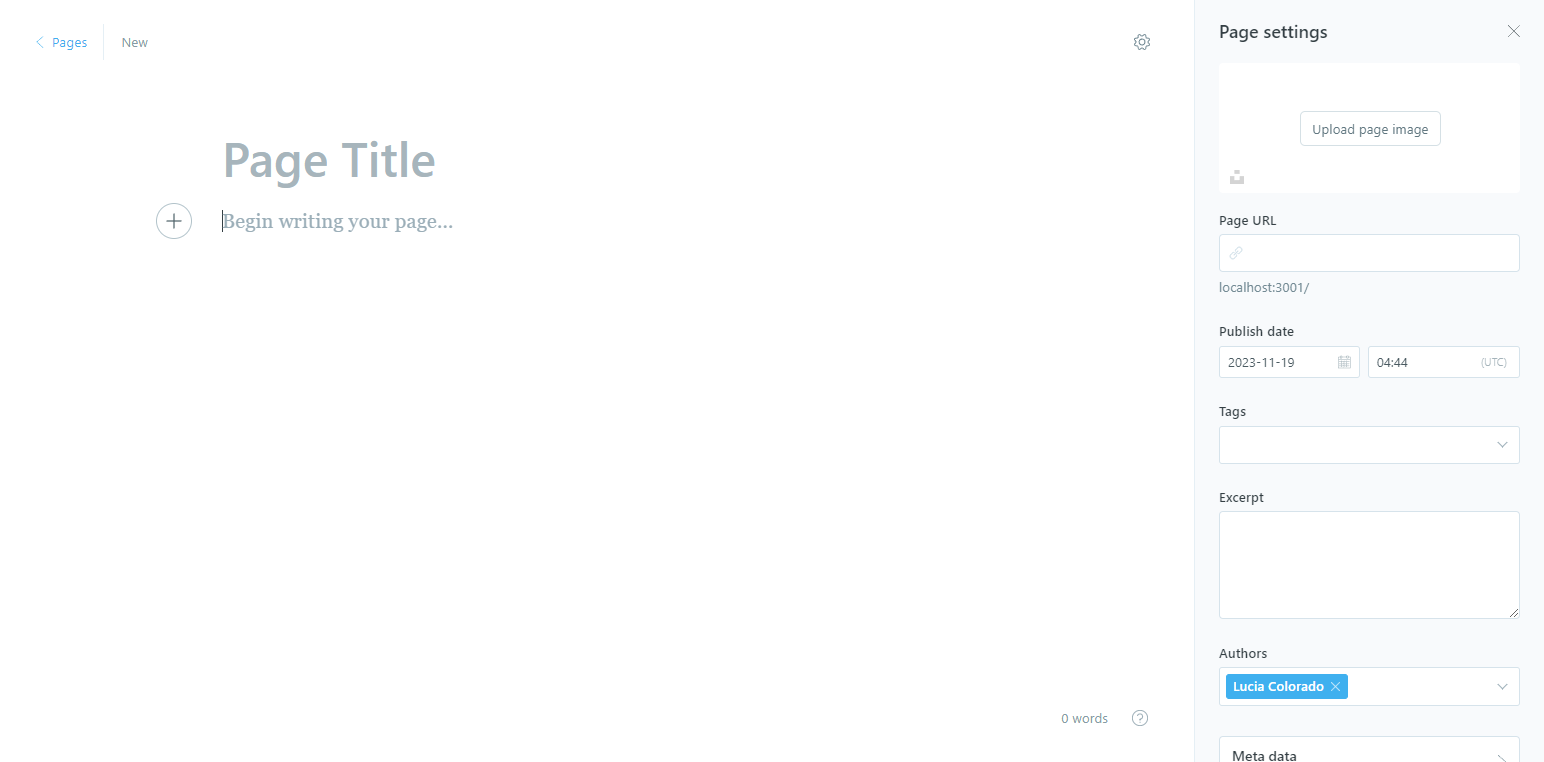 Pages
New
Page Title
Begin writing your page...
0 words
?
Page settings
Upload page image
Page URL
localhost:3001/
Publish date
2023-11-19
04:44 (UTC)
Tags
Excerpt
Authors
Lucia Colorado
Meta data